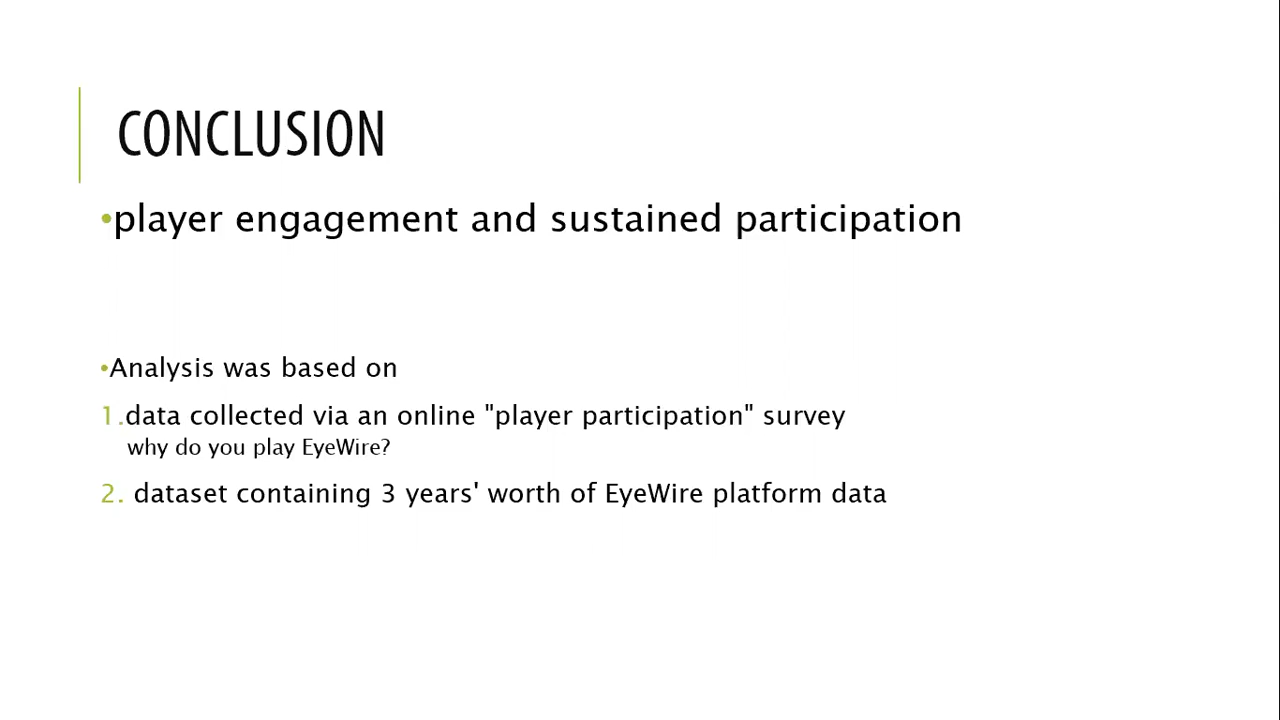 CONCLUSION
•player engagement and sustained participation
•Analysis was based on
1.data collected via an online "player participation" survey
why do you play EyeWire?
2. dataset containing 3 years' worth of EyeWire platform data